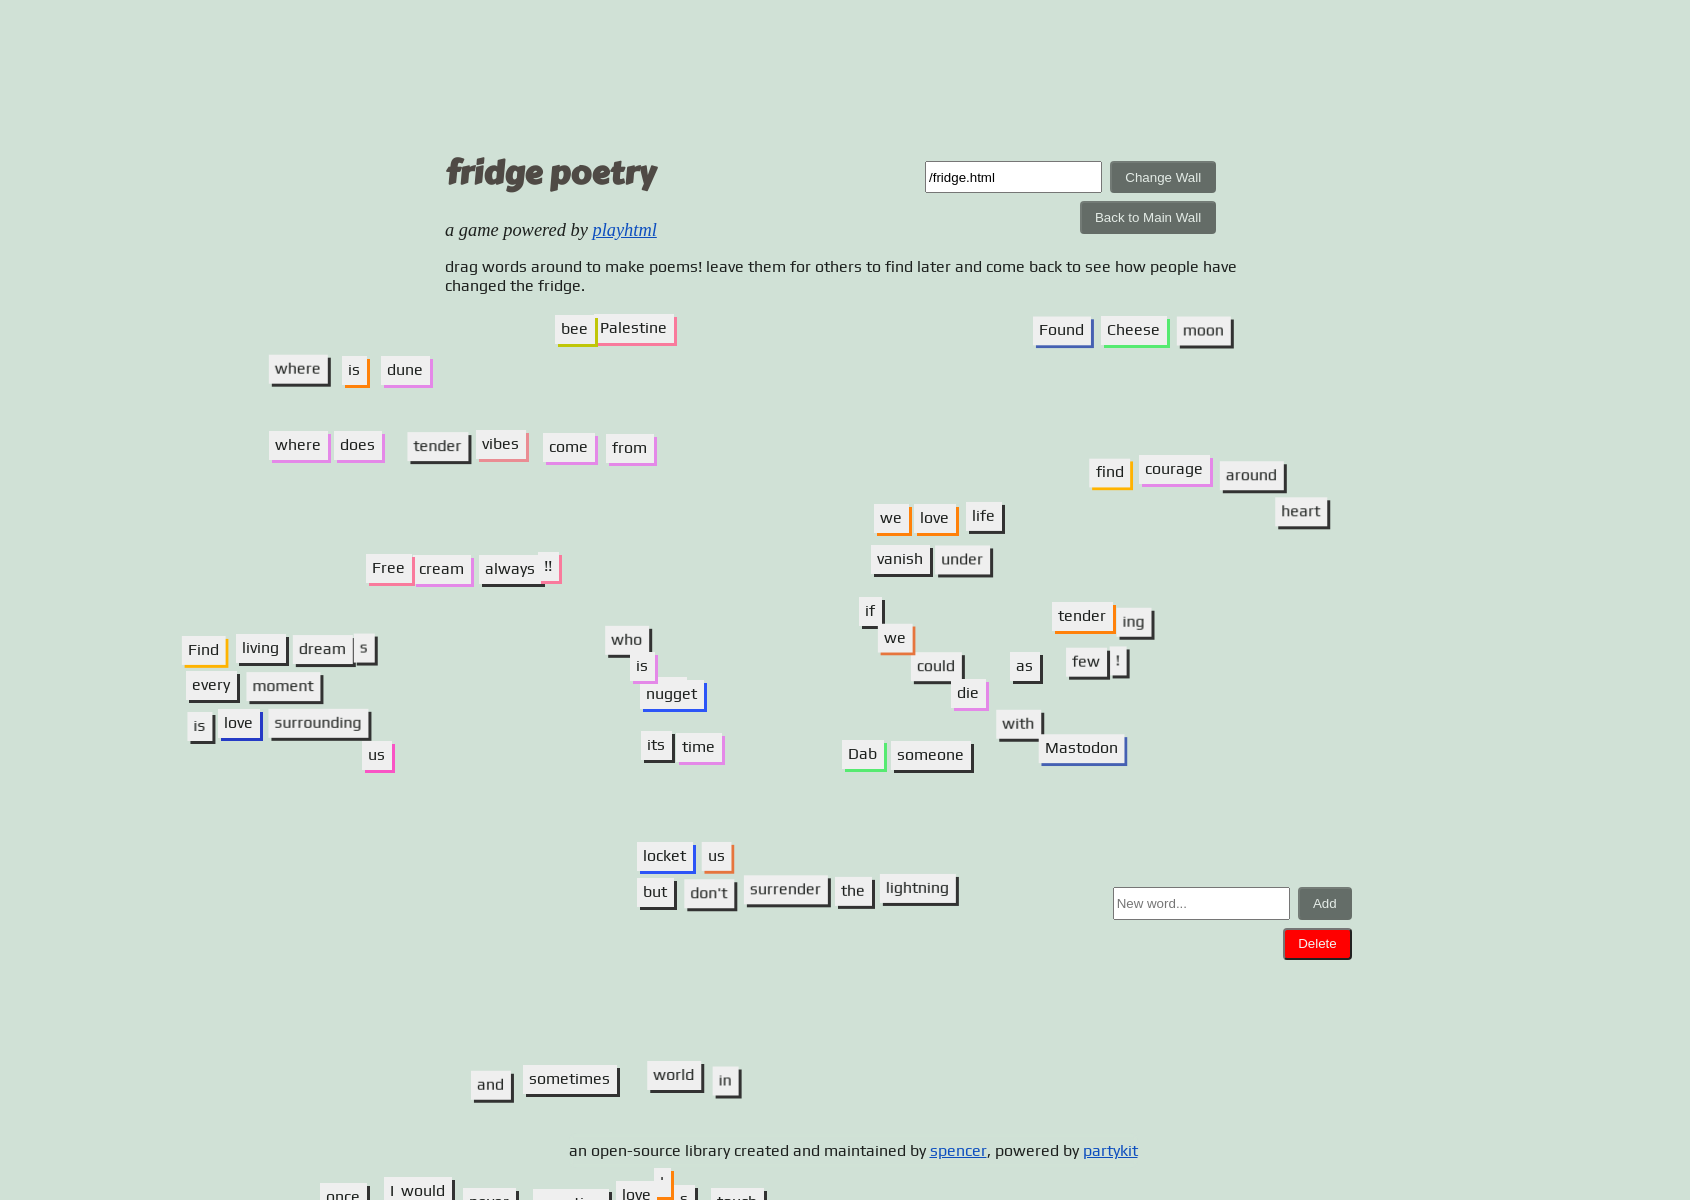 fridge poetry
/fridge.html
Change Wall
Back to Main Wall
a game powered by playhtml
drag words around to make poems! leave them for others to find later and come back to see how people have
changed the fridge.
bee Palestine
Found Cheese moon
where is dune
where does tender vibes come from
find courage around
heart
we love life
vanish under
Free cream always !!
if
we
could
die
as few !
tender ing
with
Mastodon
Find living dream s
every moment
is love surrounding
us
who
is
nugget
its time
Dab someone
locket us
but don't surrender the lightning
New word...
Add
Delete
and sometimes world in
an open-source library created and maintained by spencer, powered by partykit
once I would love s touch